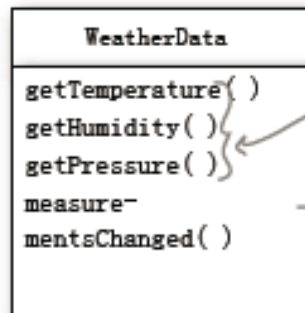 WeatherData
getTemperature( )
getHumidity( )
getPressure( )
measure-
mentsChanged( )